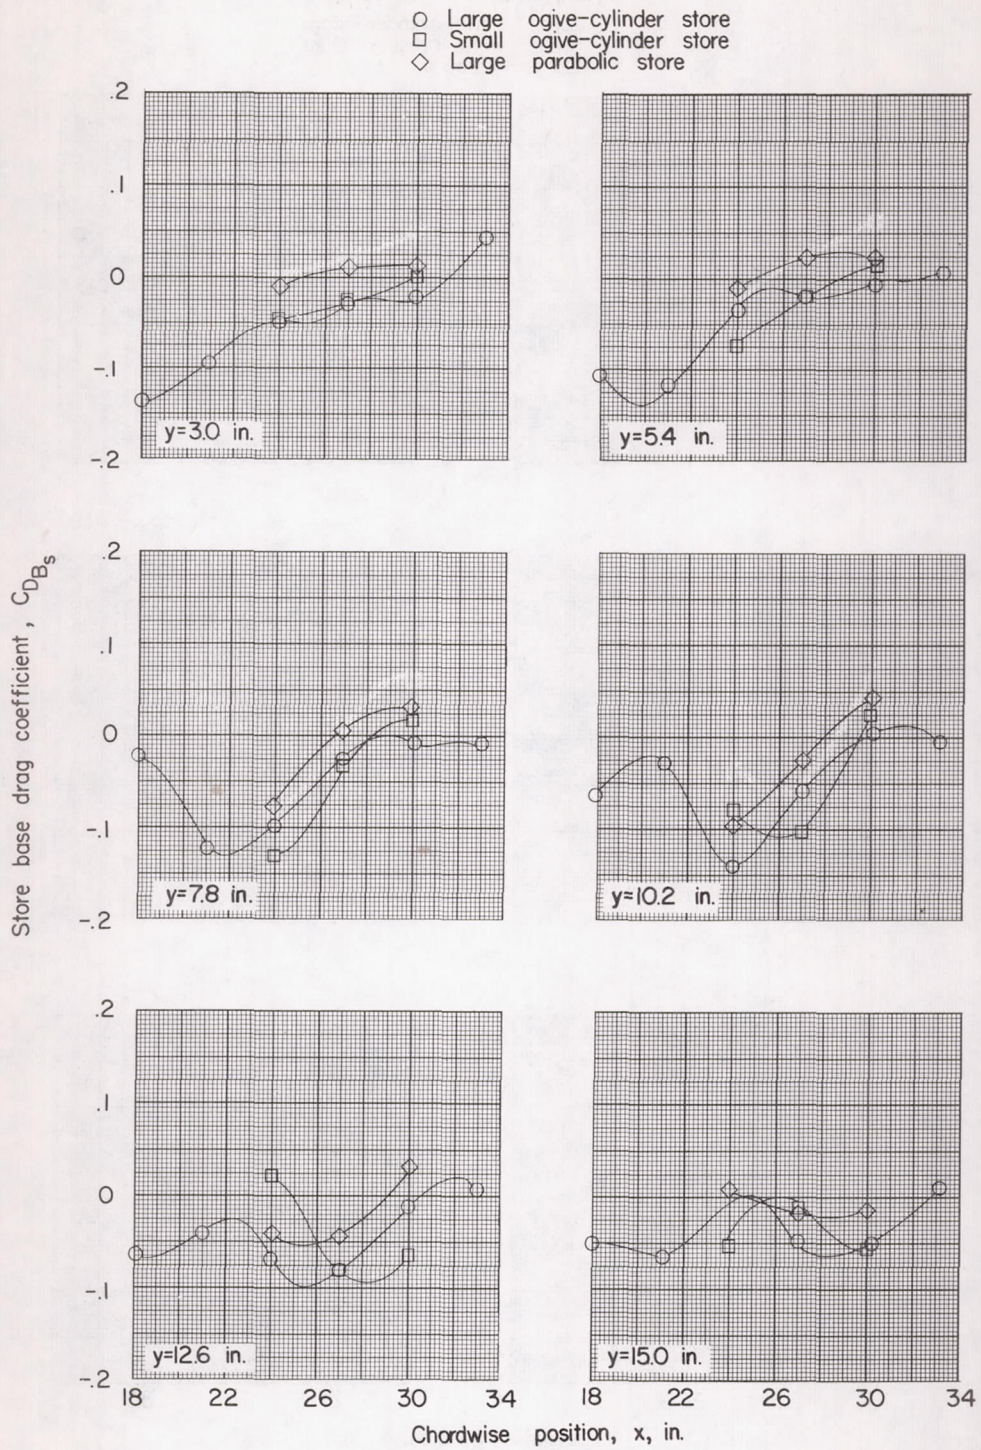 Large ogive-cylinder store
Small ogive-cylinder store
Large parabolic store
.2
.1
0
-.1
-.2
y=3.0 in.
y=5.4 in.
Store base drag coefficient, C_DBs
.2
.1
0
-.1
-.2
y=7.8 in.
y=10.2 in.
.2
.1
0
-.1
-.2
y=12.6 in.
y=15.0 in.
18 22 26 30 34
18 22 26 30 34
Chordwise position, x, in.